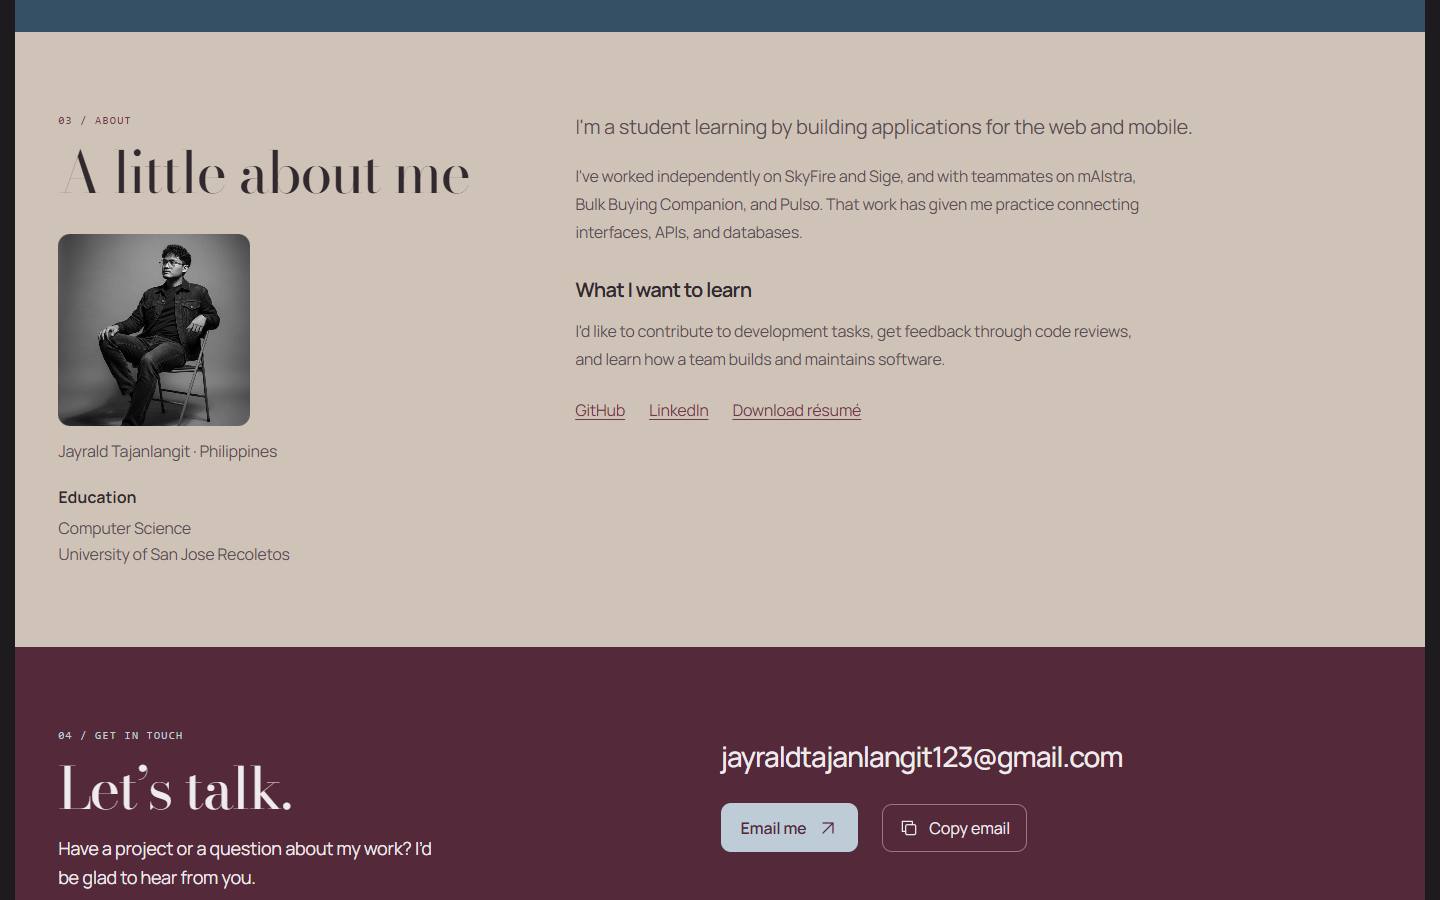 03 / ABOUT
A little about me
Jayrald Tajanlangit · Philippines
Education
Computer Science
University of San Jose Recoletos
I'm a student learning by building applications for the web and mobile.
I've worked independently on SkyFire and Sige, and with teammates on mAIstra,
Bulk Buying Companion, and Pulso. That work has given me practice connecting
interfaces, APIs, and databases.
What I want to learn
I'd like to contribute to development tasks, get feedback through code reviews,
and learn how a team builds and maintains software.
GitHub LinkedIn Download résumé
04 / GET IN TOUCH
Let’s talk.
Have a project or a question about my work? I’d
be glad to hear from you.
jayraldtajanlangit123@gmail.com
Email me Copy email